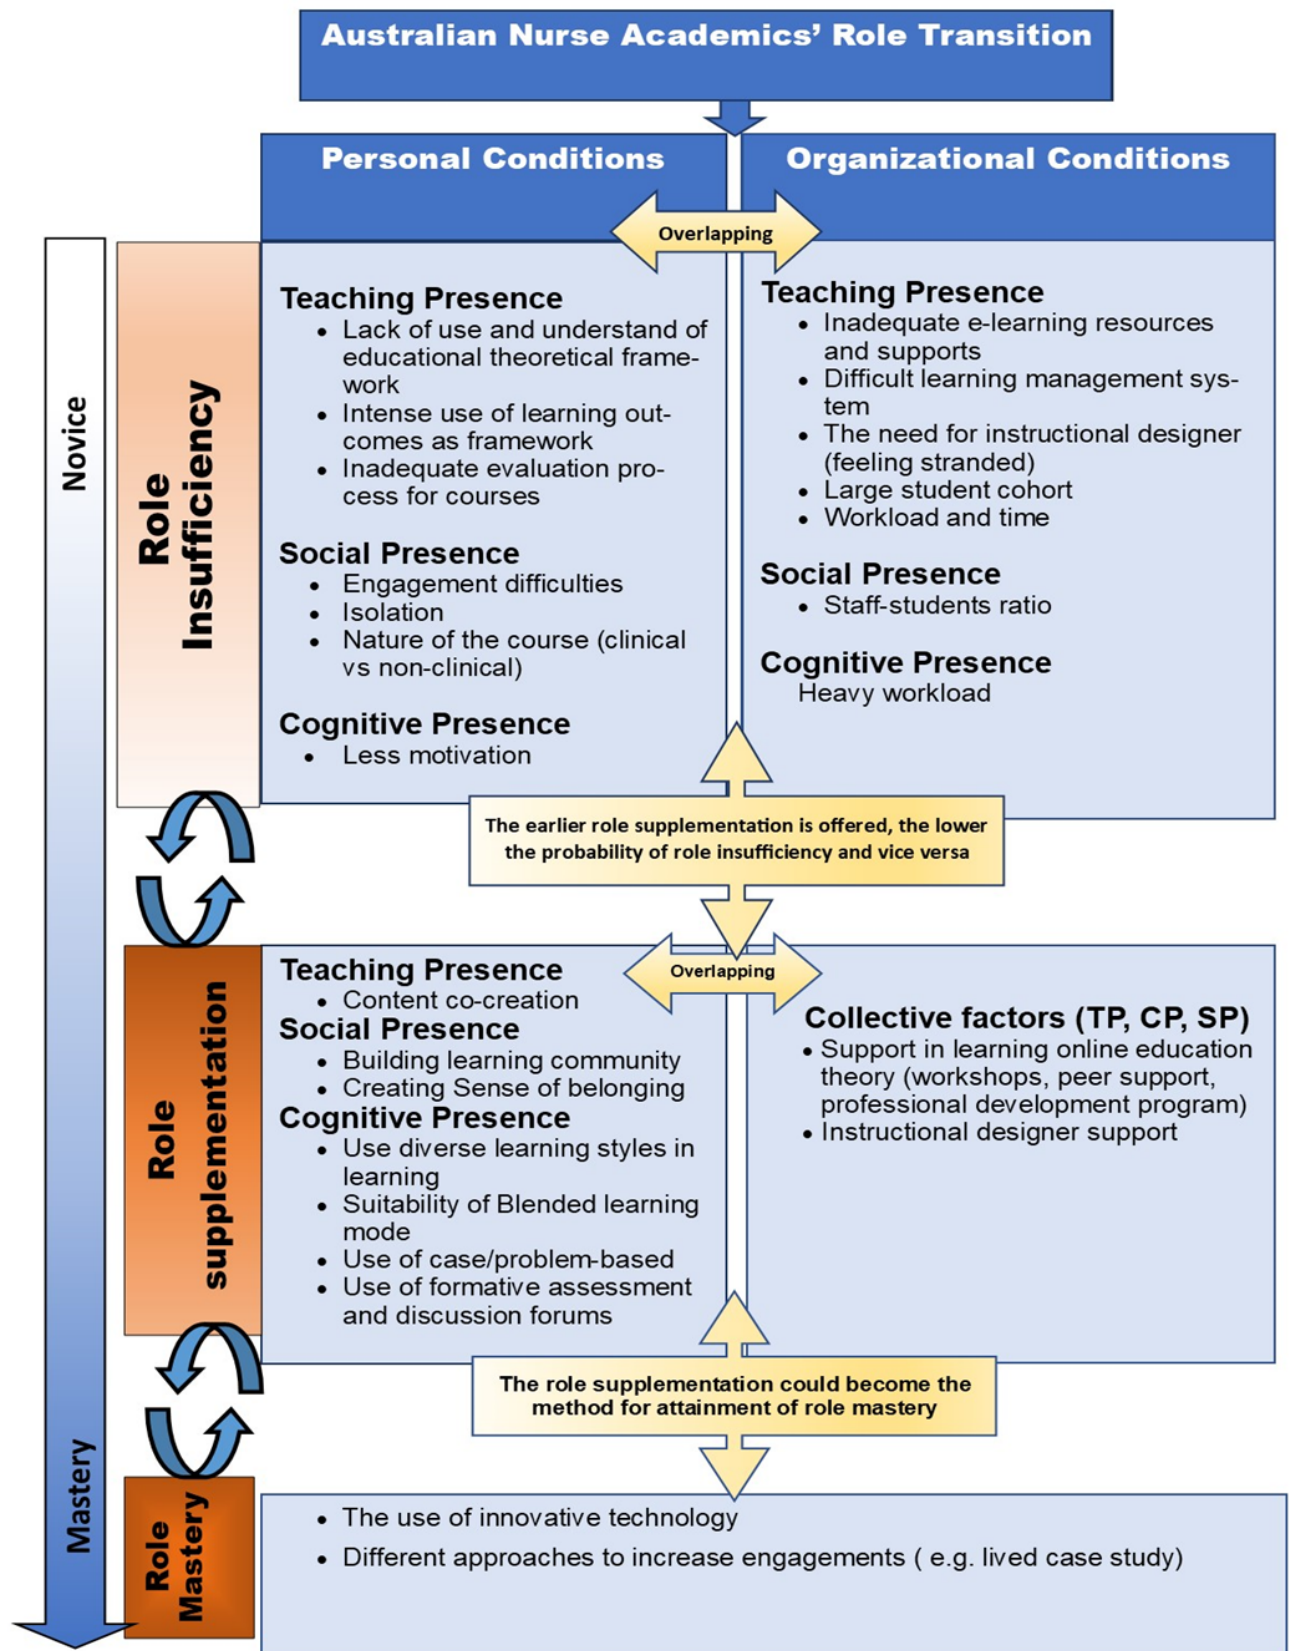 Australian Nurse Academics' Role Transition
Personal Conditions
Organizational Conditions
Overlapping
Novice
Mastery
Role
Insufficiency
Teaching Presence
• Lack of use and understand of
educational theoretical frame-
work
• Intense use of learning out-
comes as framework
• Inadequate evaluation pro-
cess for courses
Social Presence
• Engagement difficulties
• Isolation
• Nature of the course (clinical
vs non-clinical)
Cognitive Presence
• Less motivation
Teaching Presence
• Inadequate e-learning resources
and supports
• Difficult learning management sys-
tem
• The need for instructional designer
(feeling stranded)
• Large student cohort
• Workload and time
Social Presence
• Staff-students ratio
Cognitive Presence
Heavy workload
The earlier role supplementation is offered, the lower
the probability of role insufficiency and vice versa
Role
supplementation
Overlapping
Teaching Presence
• Content co-creation
Social Presence
• Building learning community
• Creating Sense of belonging
Cognitive Presence
• Use diverse learning styles in
learning
• Suitability of Blended learning
mode
• Use of case/problem-based
• Use of formative assessment
and discussion forums
Collective factors (TP, CP, SP)
• Support in learning online education
theory (workshops, peer support,
professional development program)
• Instructional designer support
The role supplementation could become the
method for attainment of role mastery
Role
Mastery
• The use of innovative technology
• Different approaches to increase engagements ( e.g. lived case study)